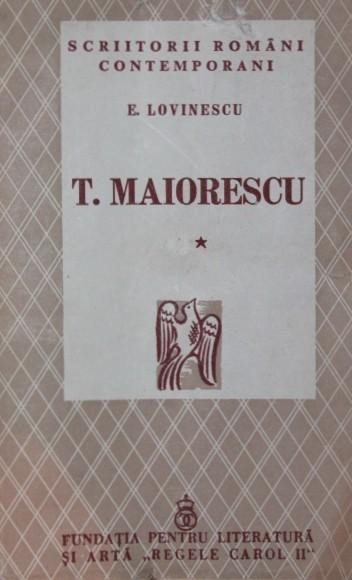 SCRIITORII ROMÂNI
CONTEMPORANI
E. LOVINESCU
T. MAIORESCU
FUNDAȚIA PENTRU LITERATURĂ
ȘI ARTĂ „REGELE CAROL II“